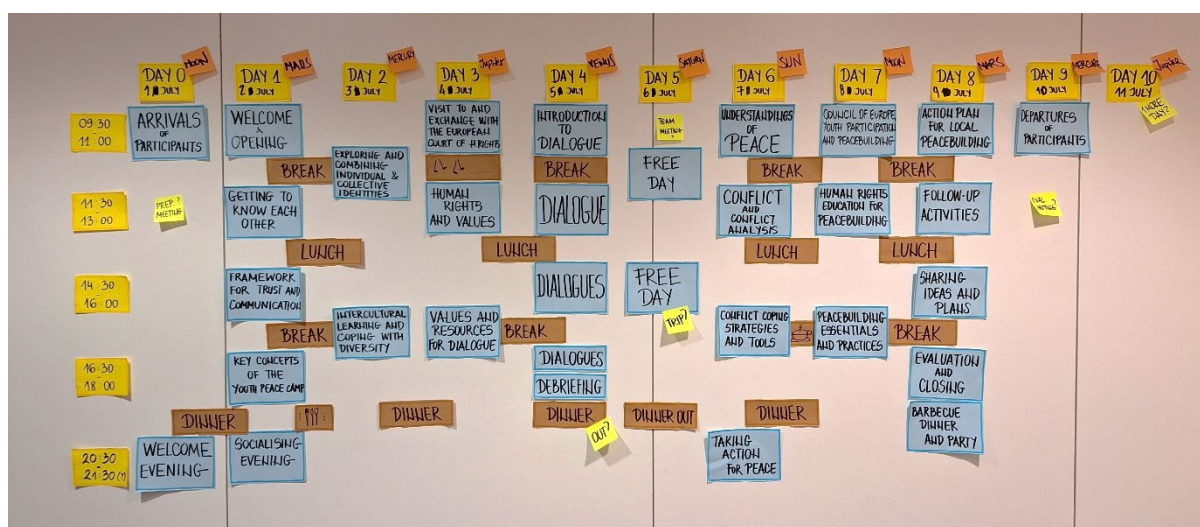 DAY 0
1 JULY
MOON
DAY 1
2 JULY
MARS
DAY 2
3 JULY
MERCURY
DAY 3
4 JULY
Jupiter
DAY 4
5 JULY
VENUS
DAY 5
6 JULY
SATURN
DAY 6
7 JULY
SUN
DAY 7
8 JULY
MOON
DAY 8
9 JULY
MARS
DAY 9
10 JULY
MERCURY
DAY 10
11 JULY
Jupiter
09:30
-
11:00
ARRIVALS
OF
PARTICIPANTS
WELCOME
&
OPENING
VISIT TO AND
EXCHANGE WITH
THE EUROPEAN
COURT OF H RIGHTS
INTRODUCTION
TO
DIALOGUE
TEAM
MEETING?
UNDERSTANDINGS
OF
PEACE
COUNCIL OF EUROPE
YOUTH PARTICIPATION
AND PEACEBUILDING
ACTION PLAN
FOR LOCAL
PEACEBUILDING
DEPARTURES
OF
PARTICIPANTS
1 MORE
DAY?
BREAK
EXPLORING AND
COMBINING
INDIVIDUAL &
COLLECTIVE
IDENTITIES
BREAK
FREE
DAY
BREAK
BREAK
11:30
-
13:00
PREP?
MEETING
GETTING TO
KNOW EACH
OTHER
HUMAN
RIGHTS
AND VALUES
DIALOGUE
CONFLICT
AND
CONFLICT
ANALYSIS
HUMAN RIGHTS
EDUCATION FOR
PEACEBUILDING
FOLLOW-UP
ACTIVITIES
MEETING?
LUNCH
LUNCH
LUNCH
LUNCH
14:30
-
16:00
FRAMEWORK
FOR TRUST AND
COMMUNICATION
DIALOGUES
FREE
DAY
TRIP?
SHARING
IDEAS AND
PLANS
BREAK
INTERCULTURAL
LEARNING AND
COPING WITH
DIVERSITY
VALUES AND
RESOURCES
FOR DIALOGUE
BREAK
CONFLICT COPING
STRATEGIES
AND TOOLS
PEACEBUILDING
ESSENTIALS
AND PRACTICES
BREAK
16:30
-
18:00
KEY CONCEPTS
OF THE
YOUTH PEACE CAMP
DIALOGUES
DEBRIEFING
EVALUATION
AND
CLOSING
DINNER
DINNER
DINNER
OUT?
DINNER OUT
DINNER
BARBECUE
DINNER
AND PARTY
20:30
-
21:30 (?)
WELCOME
EVENING
SOCIALISING
EVENING
TAKING
ACTION
FOR PEACE